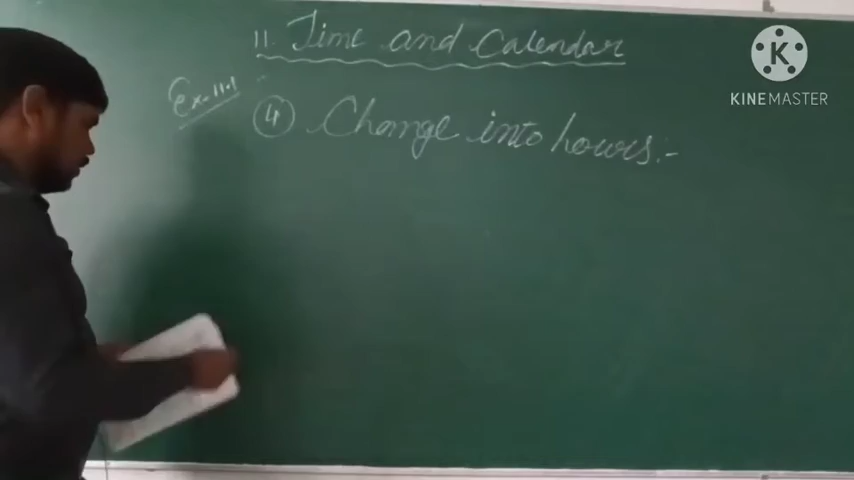 11. Time and Calendar
Ex-11.1
4 Change into hours:-
K
KINEMASTER